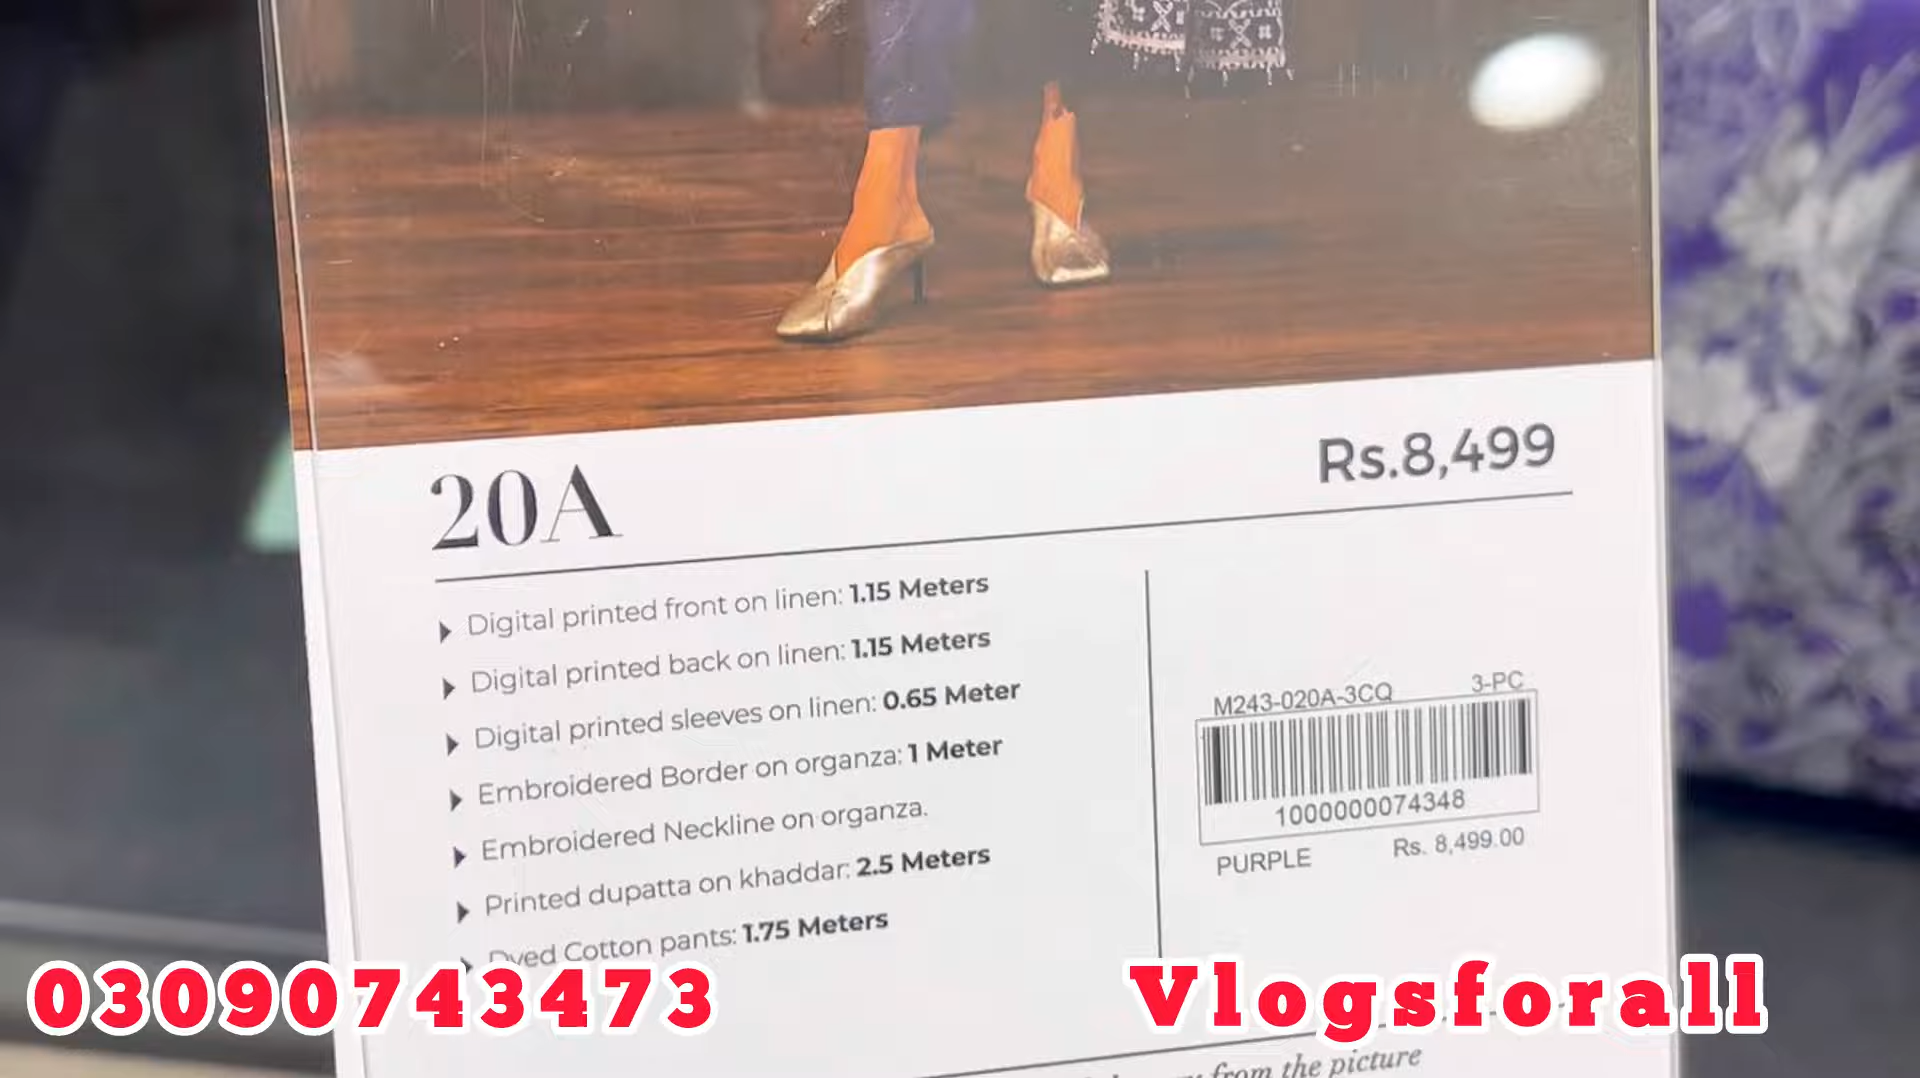 20A
Rs.8,499
Digital printed front on linen: 1.15 Meters
Digital printed back on linen: 1.15 Meters
Digital printed sleeves on linen: 0.65 Meter
Embroidered Border on organza: 1 Meter
Embroidered Neckline on organza.
Printed dupatta on khaddar: 2.5 Meters
Dyed Cotton pants: 1.75 Meters
M243-020A-3CQ 3-PC
1000000074348
PURPLE Rs. 8,499.00
03090743473
Vlogsforall
from the picture